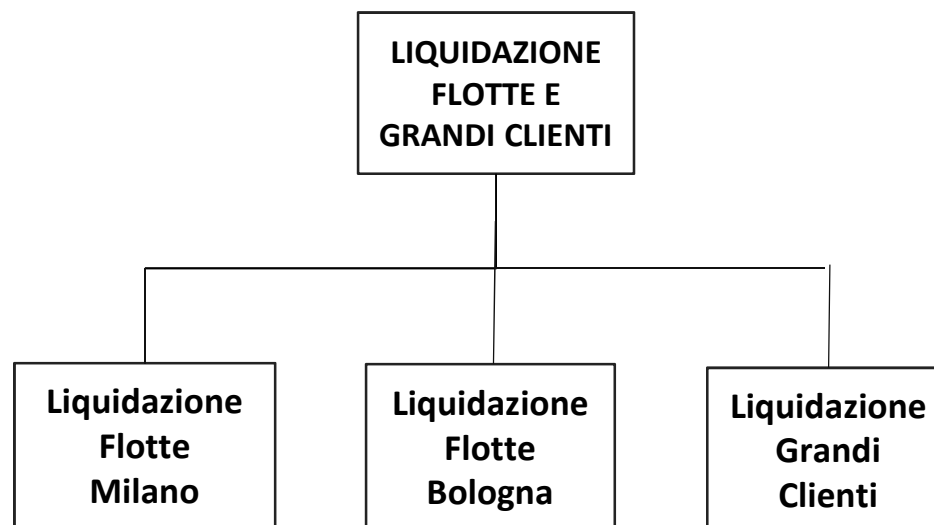 LIQUIDAZIONE
FLOTTE E
GRANDI CLIENTI
Liquidazione
Flotte
Milano
Liquidazione
Flotte
Bologna
Liquidazione
Grandi
Clienti